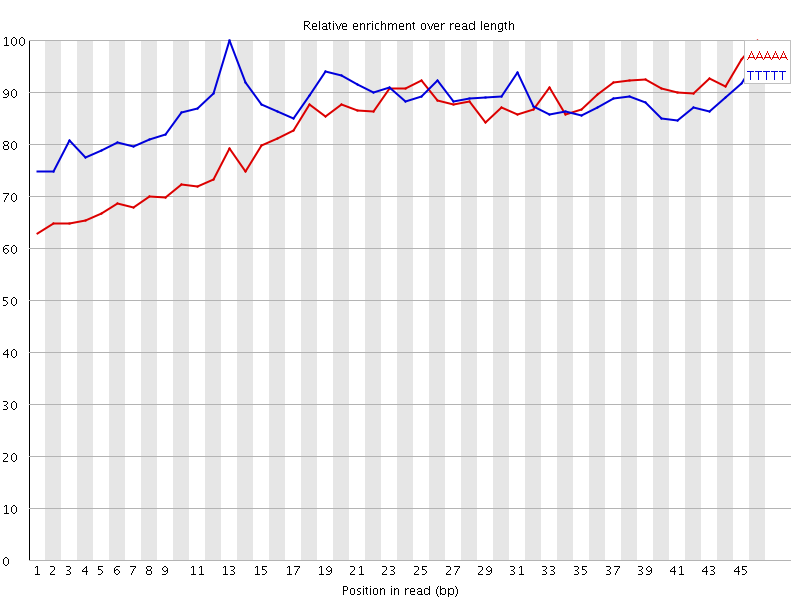 Relative enrichment over read length
100
90
80
70
60
50
40
30
20
10
0
AAAAA
TTTTT
1 2 3 4 5 6 7 8 9 11 13 15 17 19 21 23 25 27 29 31 33 35 37 39 41 43 45
Position in read (bp)